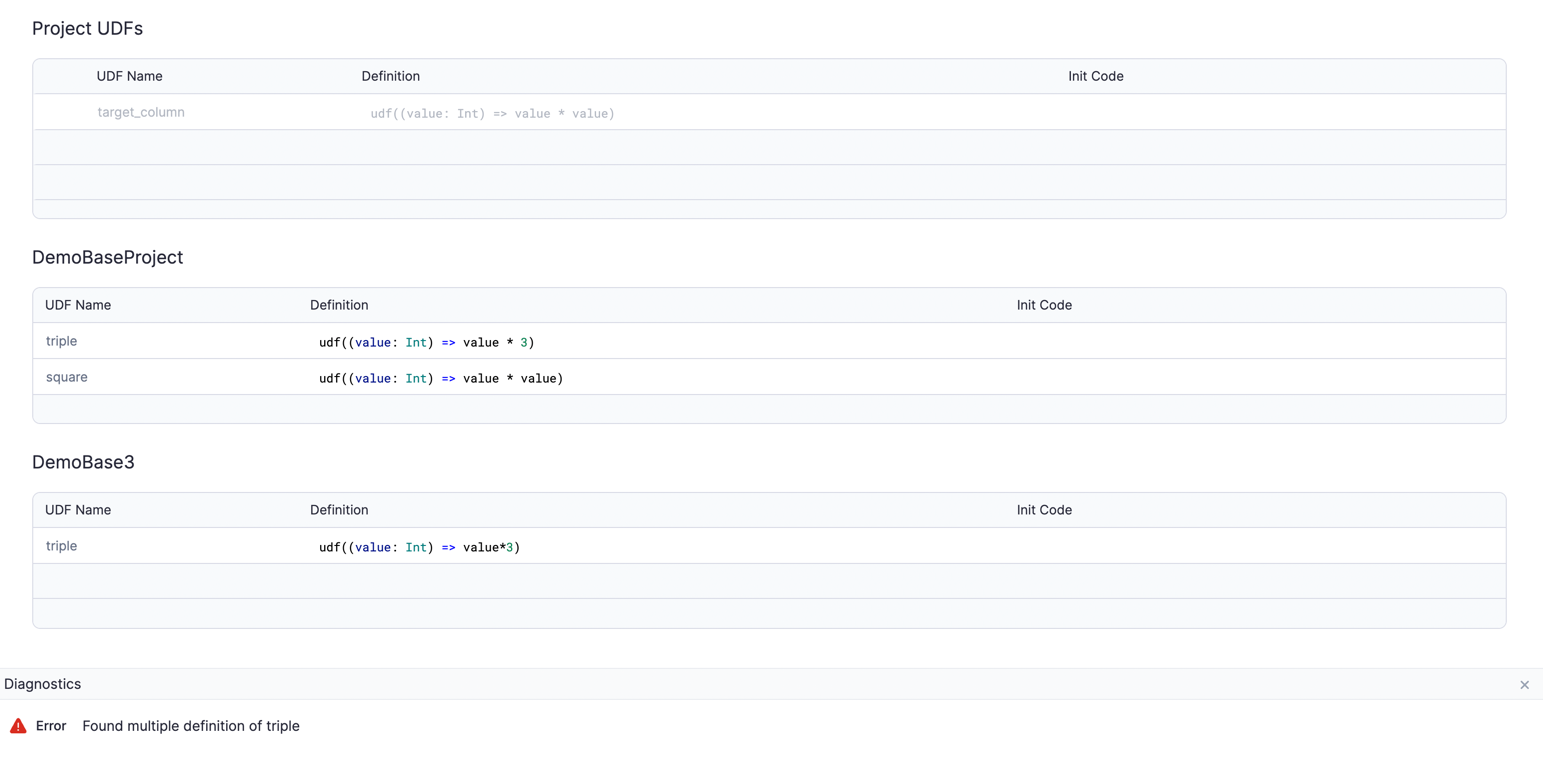 Project UDFs
UDF Name Definition Init Code
target_column udf((value: Int) => value * value)
DemoBaseProject
UDF Name Definition Init Code
triple udf((value: Int) => value * 3)
square udf((value: Int) => value * value)
DemoBase3
UDF Name Definition Init Code
triple udf((value: Int) => value*3)
Diagnostics
Error Found multiple definition of triple